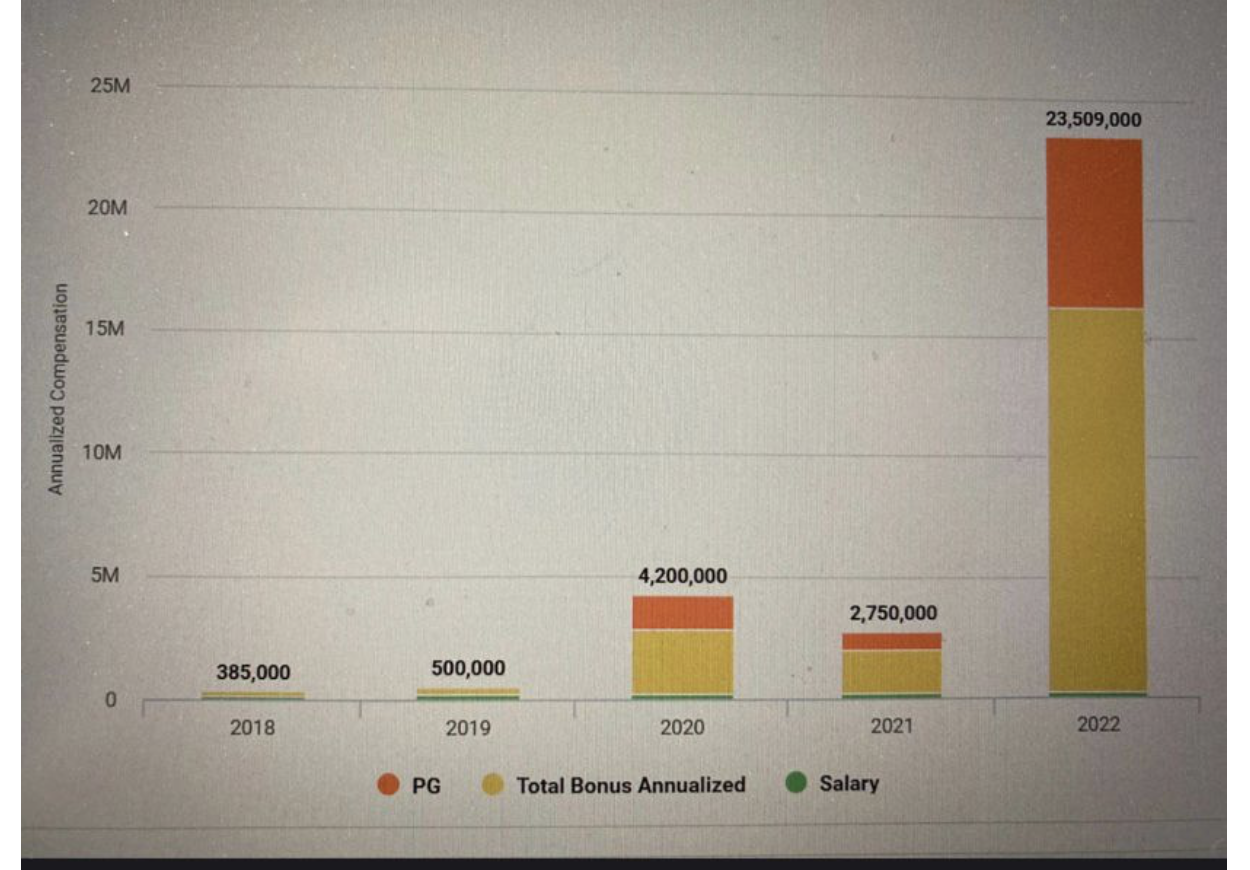 25M
23,509,000
20M
15M
Annualized Compensation
10M
5M
4,200,000
2,750,000
385,000
500,000
0
2018
2019
2020
2021
2022
PG
Total Bonus Annualized
Salary